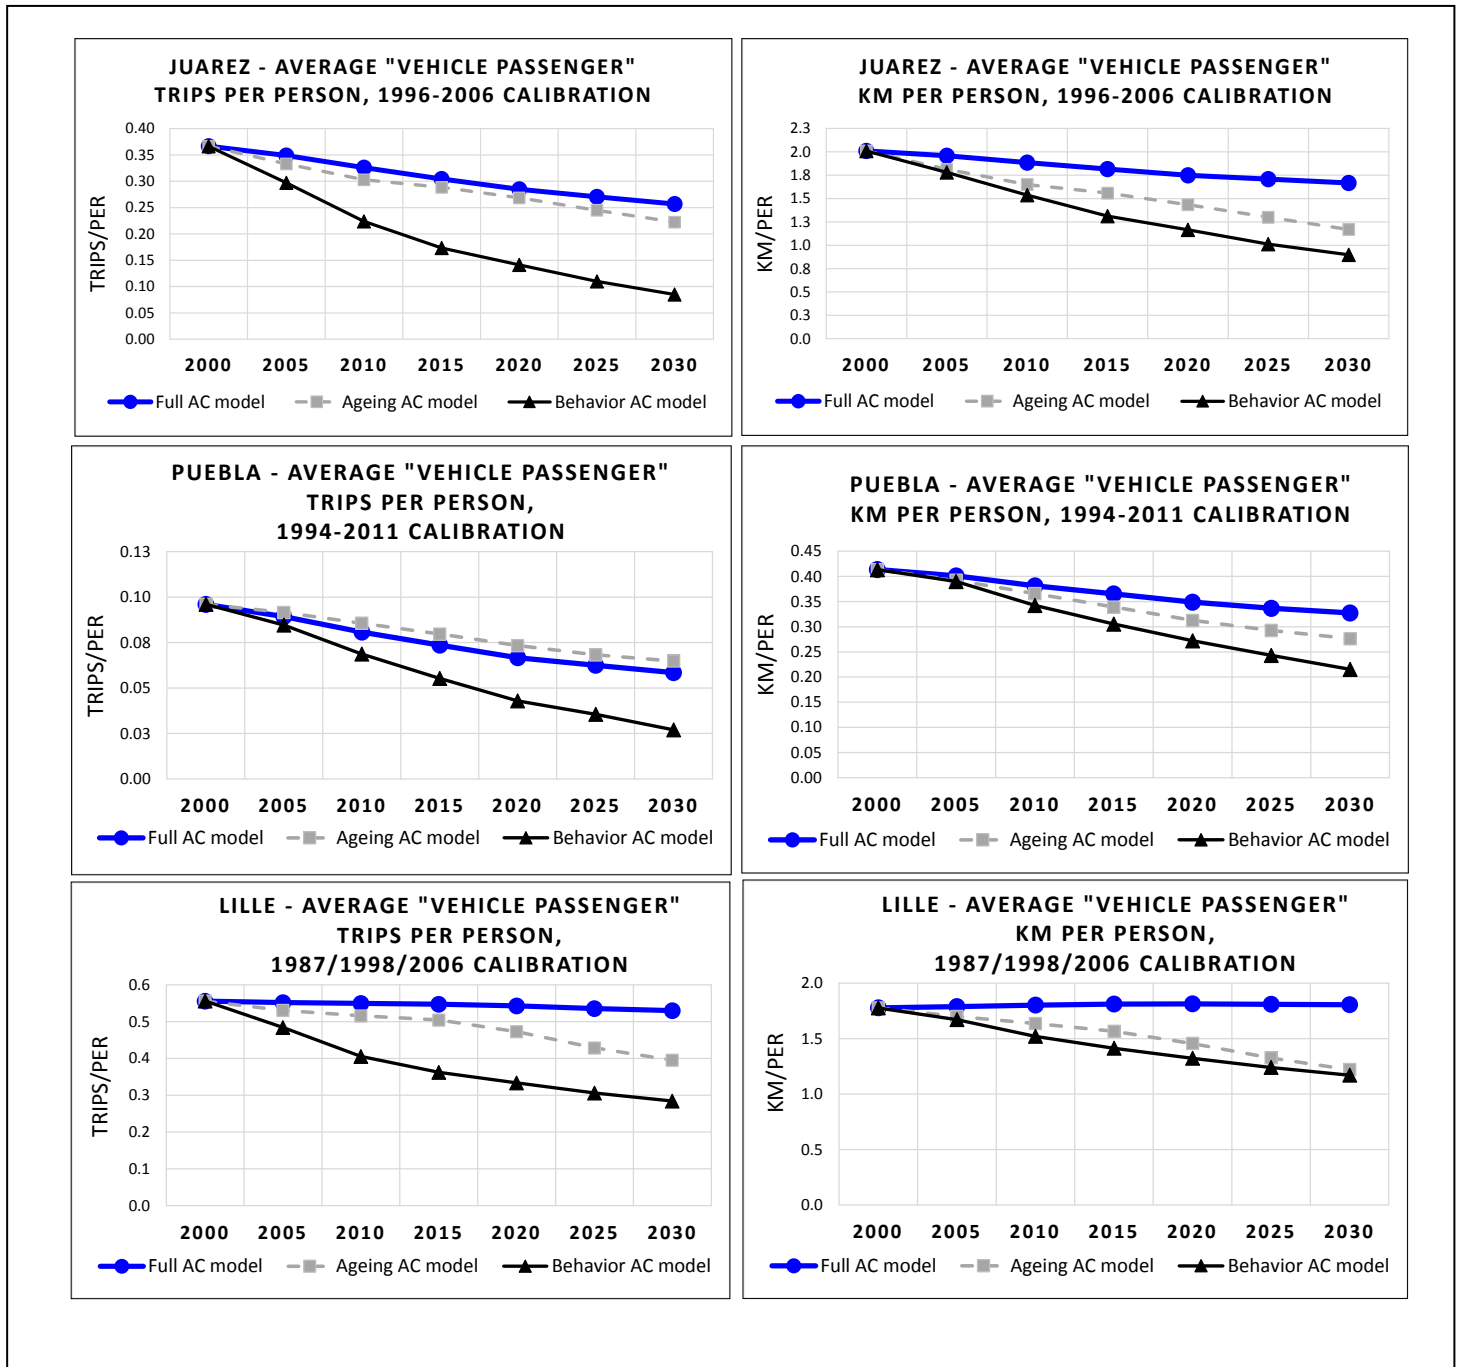 JUAREZ - AVERAGE "VEHICLE PASSENGER"
TRIPS PER PERSON, 1996-2006 CALIBRATION
0.40
0.35
0.30
0.25
0.20
0.15
0.10
0.05
0.00
TRIPS/PER
2000 2005 2010 2015 2020 2025 2030
Full AC model Ageing AC model Behavior AC model
JUAREZ - AVERAGE "VEHICLE PASSENGER"
KM PER PERSON, 1996-2006 CALIBRATION
2.3
2.0
1.8
1.5
1.3
1.0
0.8
0.5
0.3
0.0
KM/PER
2000 2005 2010 2015 2020 2025 2030
Full AC model Ageing AC model Behavior AC model
PUEBLA - AVERAGE "VEHICLE PASSENGER"
TRIPS PER PERSON,
1994-2011 CALIBRATION
0.13
0.10
0.08
0.05
0.03
0.00
TRIPS/PER
2000 2005 2010 2015 2020 2025 2030
Full AC model Ageing AC model Behavior AC model
PUEBLA - AVERAGE "VEHICLE PASSENGER"
KM PER PERSON, 1994-2011 CALIBRATION
0.45
0.40
0.35
0.30
0.25
0.20
0.15
0.10
0.05
0.00
KM/PER
2000 2005 2010 2015 2020 2025 2030
Full AC model Ageing AC model Behavior AC model
LILLE - AVERAGE "VEHICLE PASSENGER"
TRIPS PER PERSON,
1987/1998/2006 CALIBRATION
0.6
0.5
0.4
0.3
0.2
0.1
0.0
TRIPS/PER
2000 2005 2010 2015 2020 2025 2030
Full AC model Ageing AC model Behavior AC model
LILLE - AVERAGE "VEHICLE PASSENGER"
KM PER PERSON,
1987/1998/2006 CALIBRATION
2.0
1.5
1.0
0.5
0.0
KM/PER
2000 2005 2010 2015 2020 2025 2030
Full AC model Ageing AC model Behavior AC model